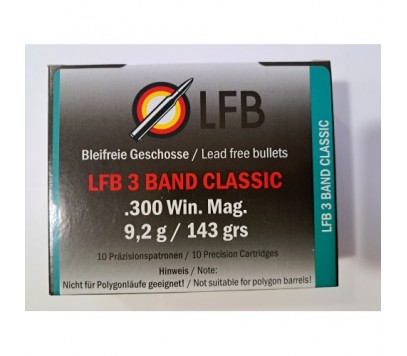 LFB
Bleifreie Geschosse / Lead free bullets
LFB 3 BAND CLASSIC
.300 Win. Mag.
9,2 g / 143 grs
10 Präzisionspatronen / 10 Precision Cartridges
Hinweis / Note:
Nicht für Polygonläufe geeignet! / Not suitable for polygon barrels!
LFB 3 BAND CLASSIC